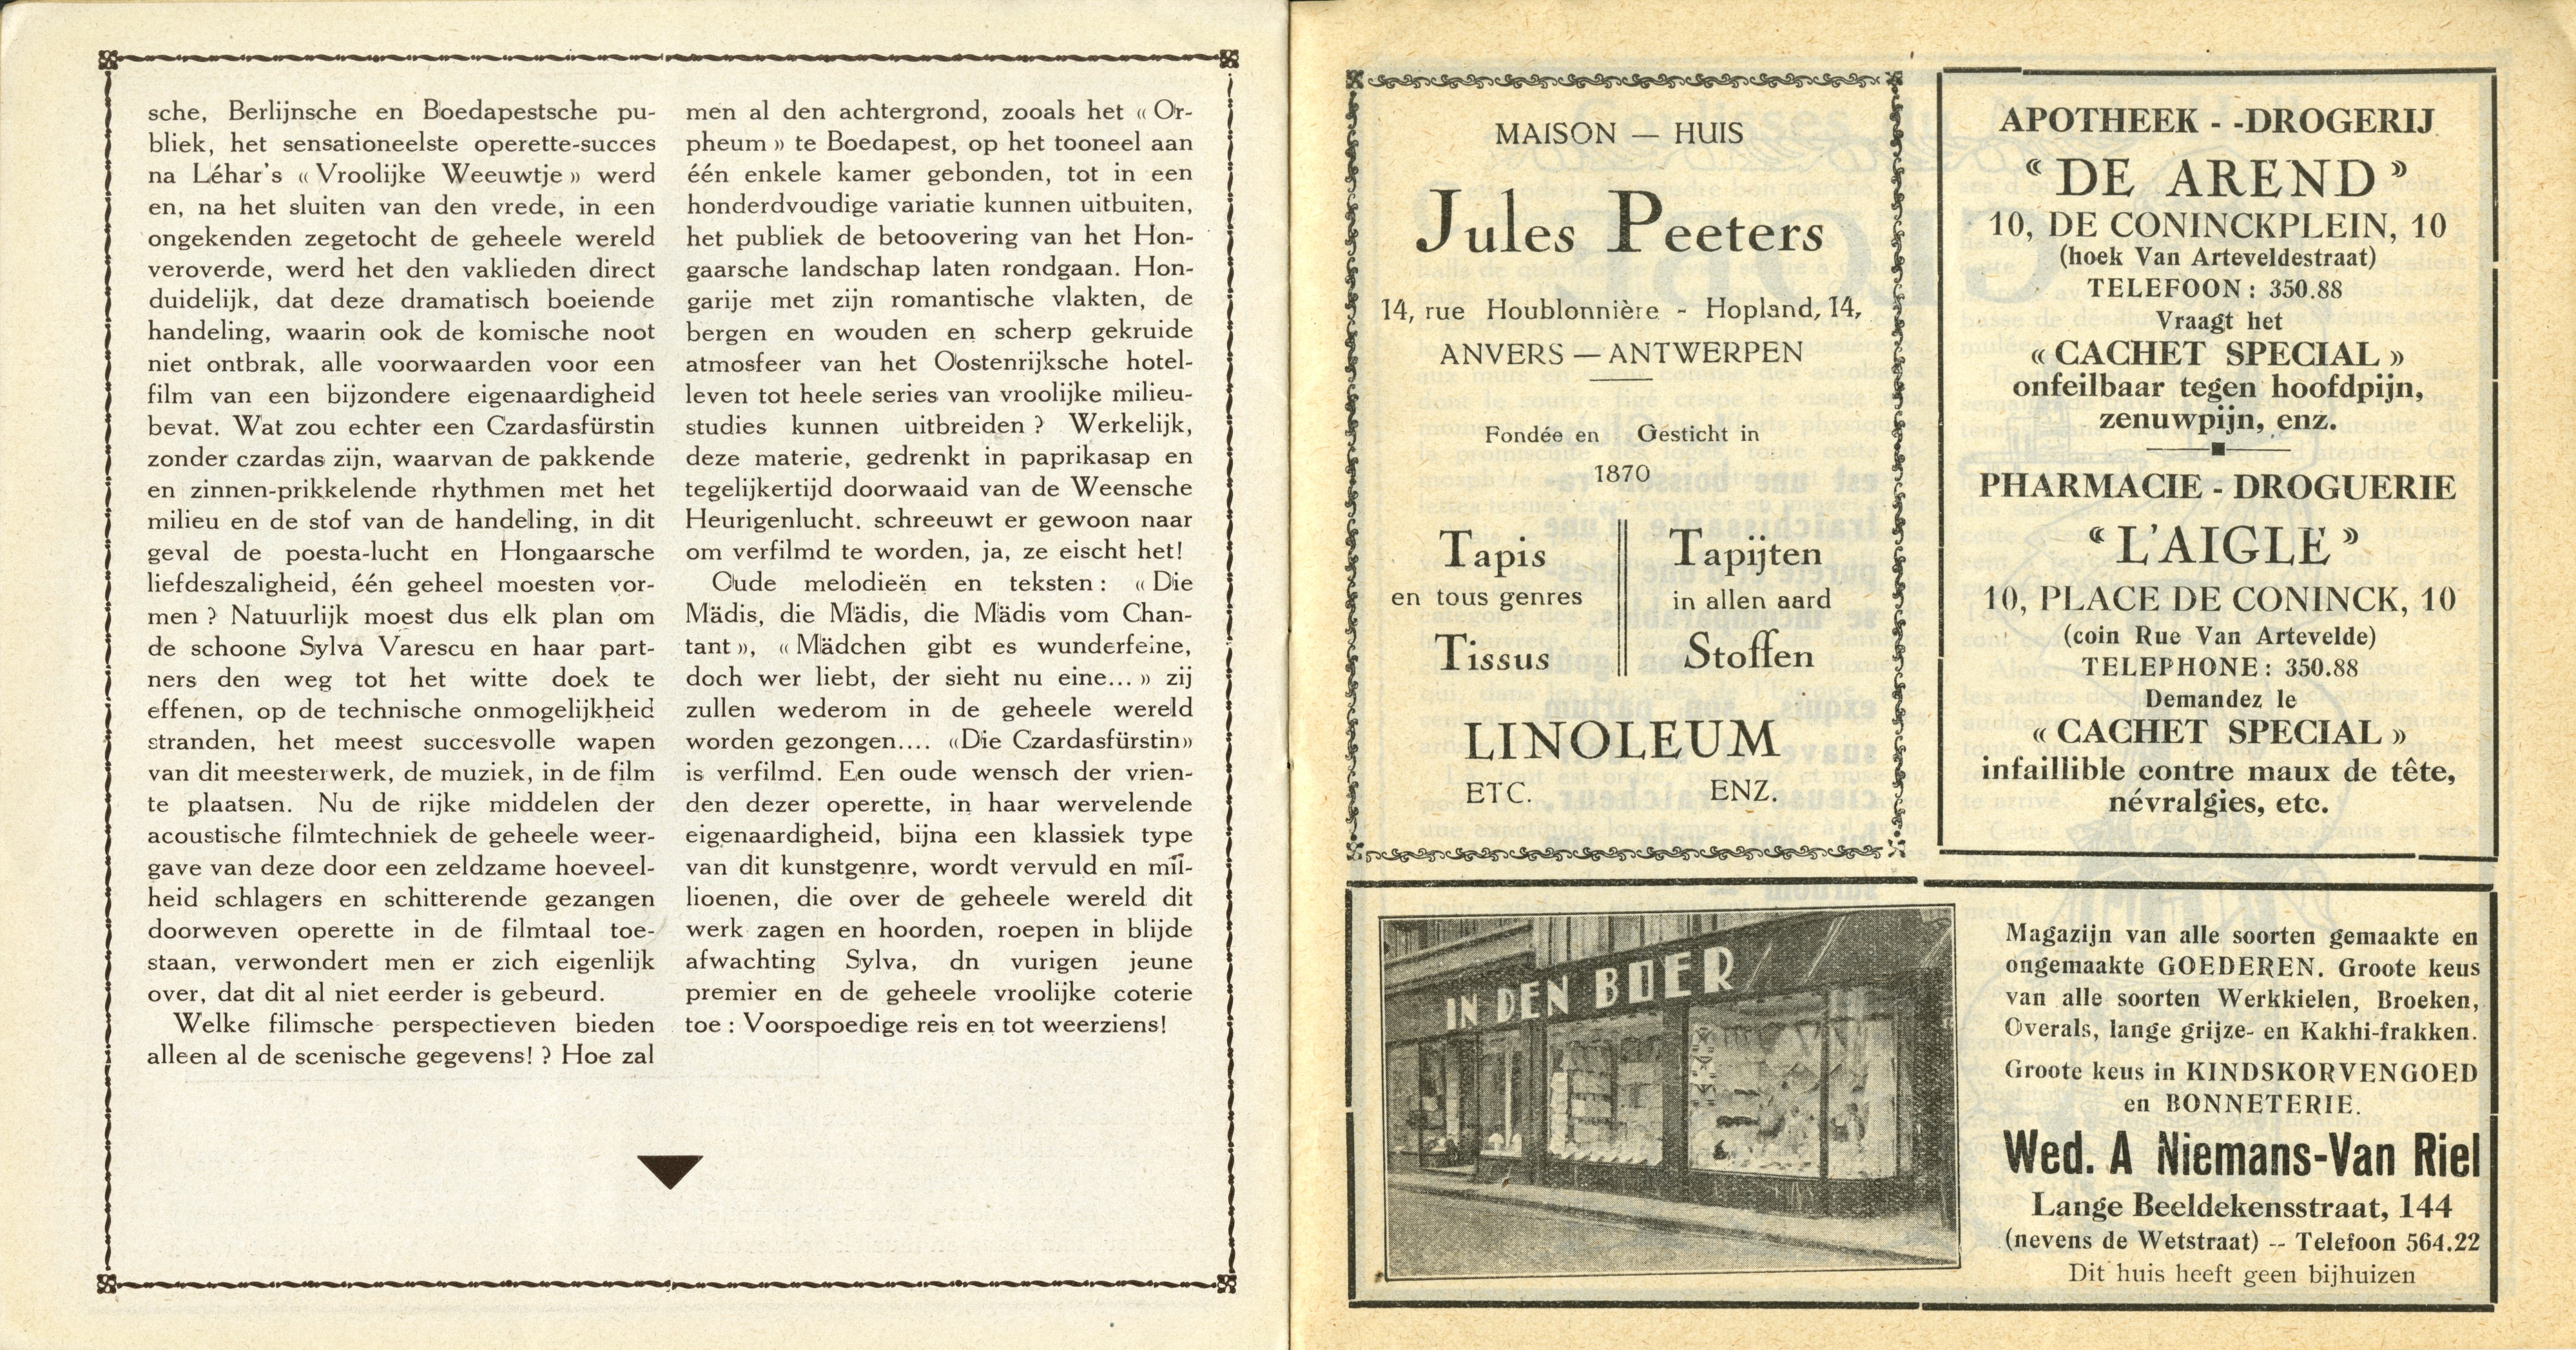 sche, Berlijnsche en Boedapestsche pu-
bliek, het sensationeelste operette-succes
na Léhar's « Vroolijke Weeuwtje » werd
en, na het sluiten van den vrede, in een
ongekenden zegetocht de geheele wereld
veroverde, werd het den vaklieden direct
duidelijk, dat deze dramatisch boeiende
handeling, waarin ook de komische noot
niet ontbrak, alle voorwaarden voor een
film van een bijzondere eigenaardigheid
bevat. Wat zou echter een Czardasfürstin
zonder czardas zijn, waarvan de pakkende
en zinnen-prikkelende rhythmen met het
milieu en de stof van de handeling, in dit
geval de poesta-lucht en Hongaarsche
liefdeszaligheid, één geheel moesten vor-
men ? Natuurlijk moest dus elk plan om
de schoone Sylva Varescu en haar part-
ners den weg tot het witte doek te
effenen, op de technische onmogelijkheid
stranden, het meest succesvolle wapen
van dit meesterwerk, de muziek, in de film
te plaatsen. Nu de rijke middelen der
acoustische filmtechniek de geheele weer-
gave van deze door een zeldzame hoeveel-
heid schlagers en schitterende gezangen
doorweven operette in de filmtaal toe-
staan, verwondert men er zich eigenlijk
over, dat dit al niet eerder is gebeurd.
Welke filimsche perspectieven bieden
alleen al de scenische gegevens! ? Hoe zal
men al den achtergrond, zooals het « Or-
pheum » te Boedapest, op het tooneel aan
één enkele kamer gebonden, tot in een
honderdvoudige variatie kunnen uitbuiten,
het publiek de betoovering van het Hon-
gaarsche landschap laten rondgaan. Hon-
garije met zijn romantische vlakten, de
bergen en wouden en scherp gekruide
atmosfeer van het Oostenrijksche hotel-
leven tot heele series van vroolijke milieu-
studies kunnen uitbreiden ? Werkelijk,
deze materie, gedrenkt in paprikasap en
tegelijkertijd doorwaaid van de Weensche
Heurigenlucht. schreeuwt er gewoon naar
om verfilmd te worden, ja, ze eischt het!
Oude melodieën en teksten : « Die
Mädis, die Mädis, die Mädis vom Chan-
tant », « Mädchen gibt es wunderfeine,
doch wer liebt, der sieht nu eine... » zij
zullen wederom in de geheele wereld
worden gezongen.... «Die Czardasfürstin»
is verfilmd. Een oude wensch der vrien-
den dezer operette, in haar wervelende
eigenaardigheid, bijna een klassiek type
van dit kunstgenre, wordt vervuld en mil-
lioenen, die over de geheele wereld dit
werk zagen en hoorden, roepen in blijde
afwachting Sylva, dn vurigen jeune
premier en de geheele vroolijke coterie
toe : Voorspoedige reis en tot weerziens!
MAISON — HUIS
Jules Peeters
14, rue Houblonnière - Hopland, 14,
ANVERS — ANTWERPEN
Fondée en Gesticht in
1870
Tapis
en tous genres
Tissus
Tapijten
in allen aard
Stoffen
LINOLEUM
ETC. ENZ.
APOTHEEK - -DROGERIJ
« DE AREND »
10, DE CONINCKPLEIN, 10
(hoek Van Arteveldestraat)
TELEFOON : 350.88
Vraagt het
« CACHET SPECIAL »
onfeilbaar tegen hoofdpijn,
zenuwpijn, enz.
PHARMACIE - DROGUERIE
« L'AIGLE »
10, PLACE DE CONINCK, 10
(coin Rue Van Artevelde)
TELEPHONE : 350.88
Demandez le
« CACHET SPECIAL »
infaillible contre maux de tête,
névralgies, etc.
IN DEN BOER
Magazijn van alle soorten gemaakte en
ongemaakte GOEDEREN. Groote keus
van alle soorten Werkkielen, Broeken,
Overals, lange grijze- en Kakhi-frakken.
Groote keus in KINDSKORVENGOED
en BONNETERIE.
Wed. A Niemans-Van Riel
Lange Beeldekensstraat, 144
(nevens de Wetstraat) -- Telefoon 564.22
Dit huis heeft geen bijhuizen